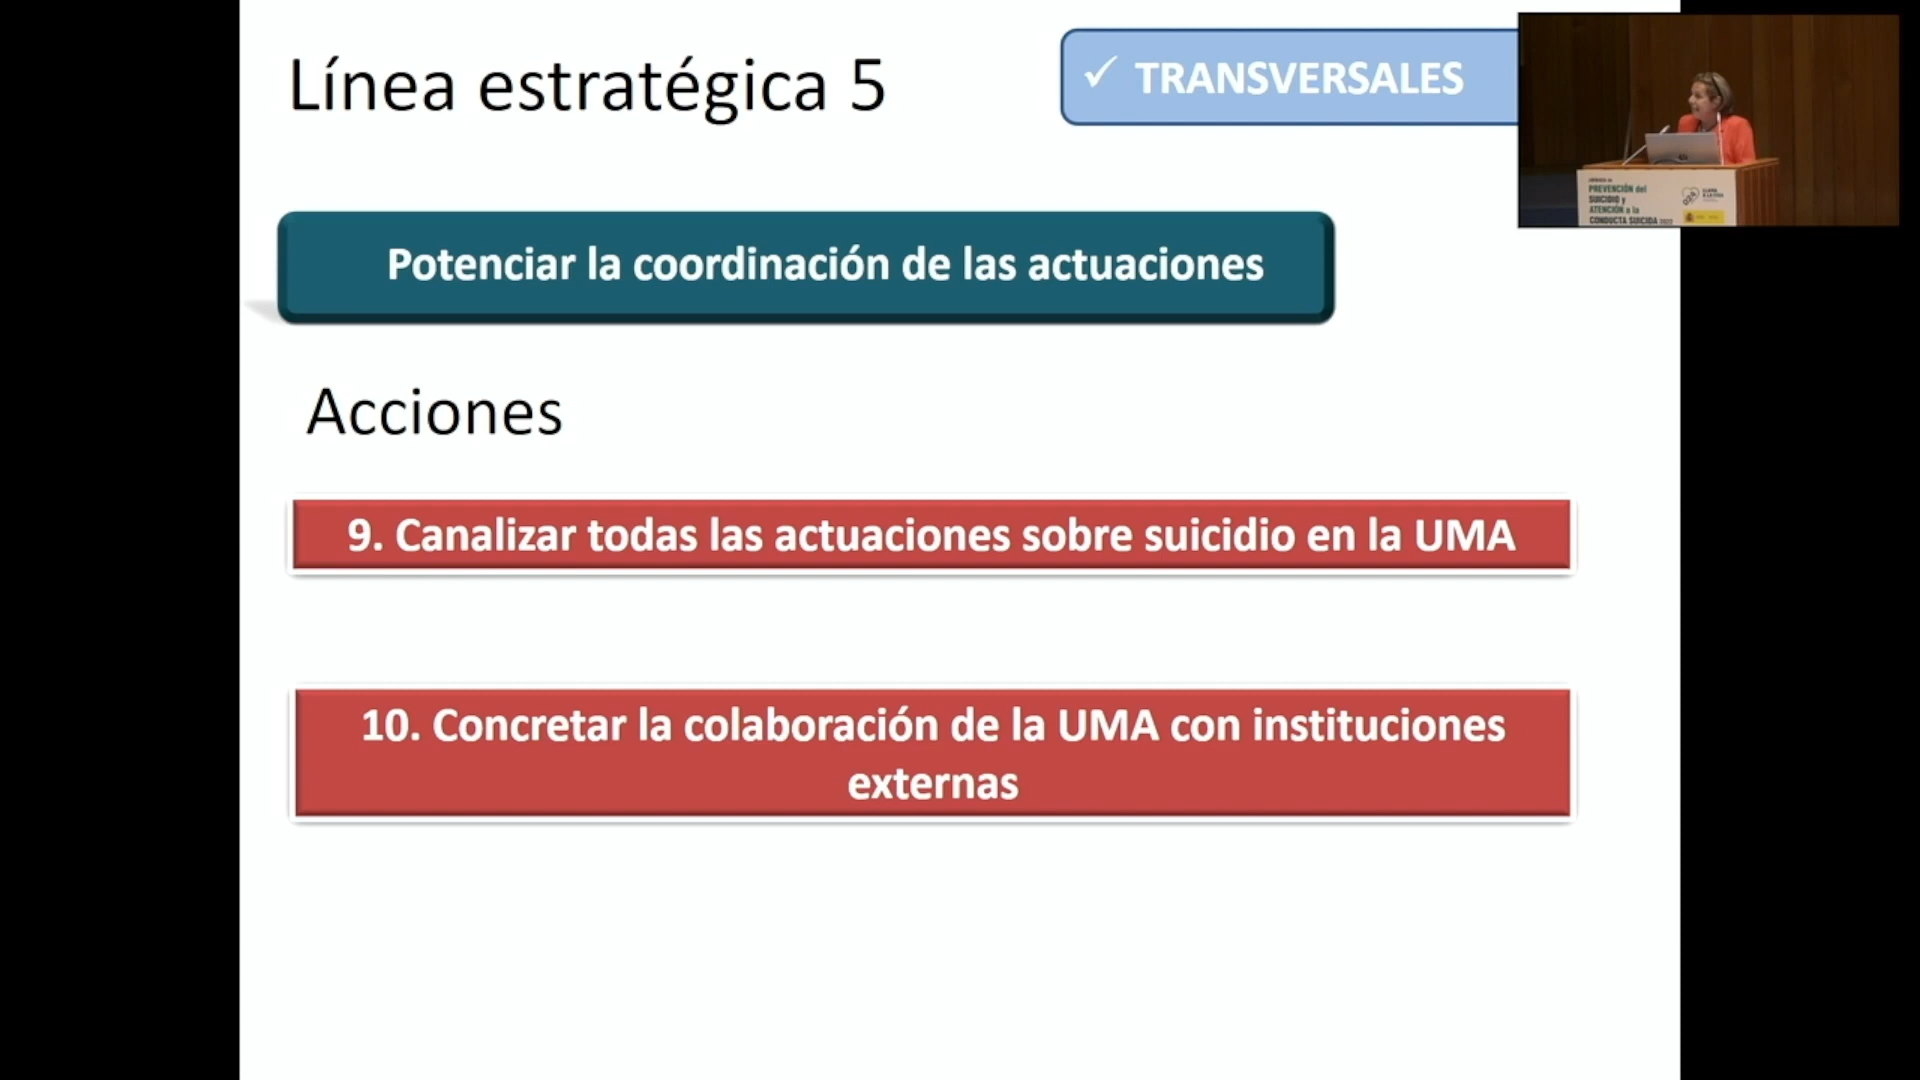 Línea estratégica 5
✓ TRANSVERSALES
PREVENCIÓN del
SUICIDIO y
ATENCIÓN a la
CONDUCTA SUICIDA 2022
Potenciar la coordinación de las actuaciones
Acciones
9. Canalizar todas las actuaciones sobre suicidio en la UMA
10. Concretar la colaboración de la UMA con instituciones
externas